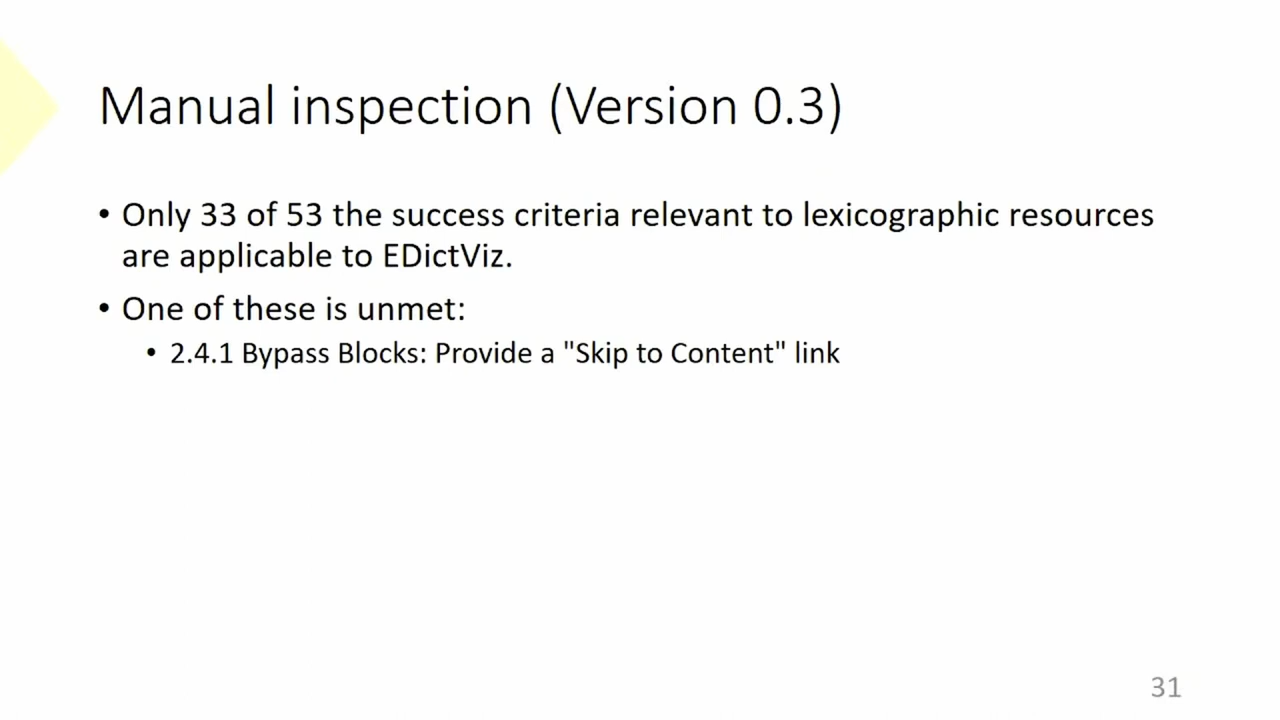 Manual inspection (Version 0.3)
• Only 33 of 53 the success criteria relevant to lexicographic resources
are applicable to EDictViz.
• One of these is unmet:
• 2.4.1 Bypass Blocks: Provide a "Skip to Content" link
31